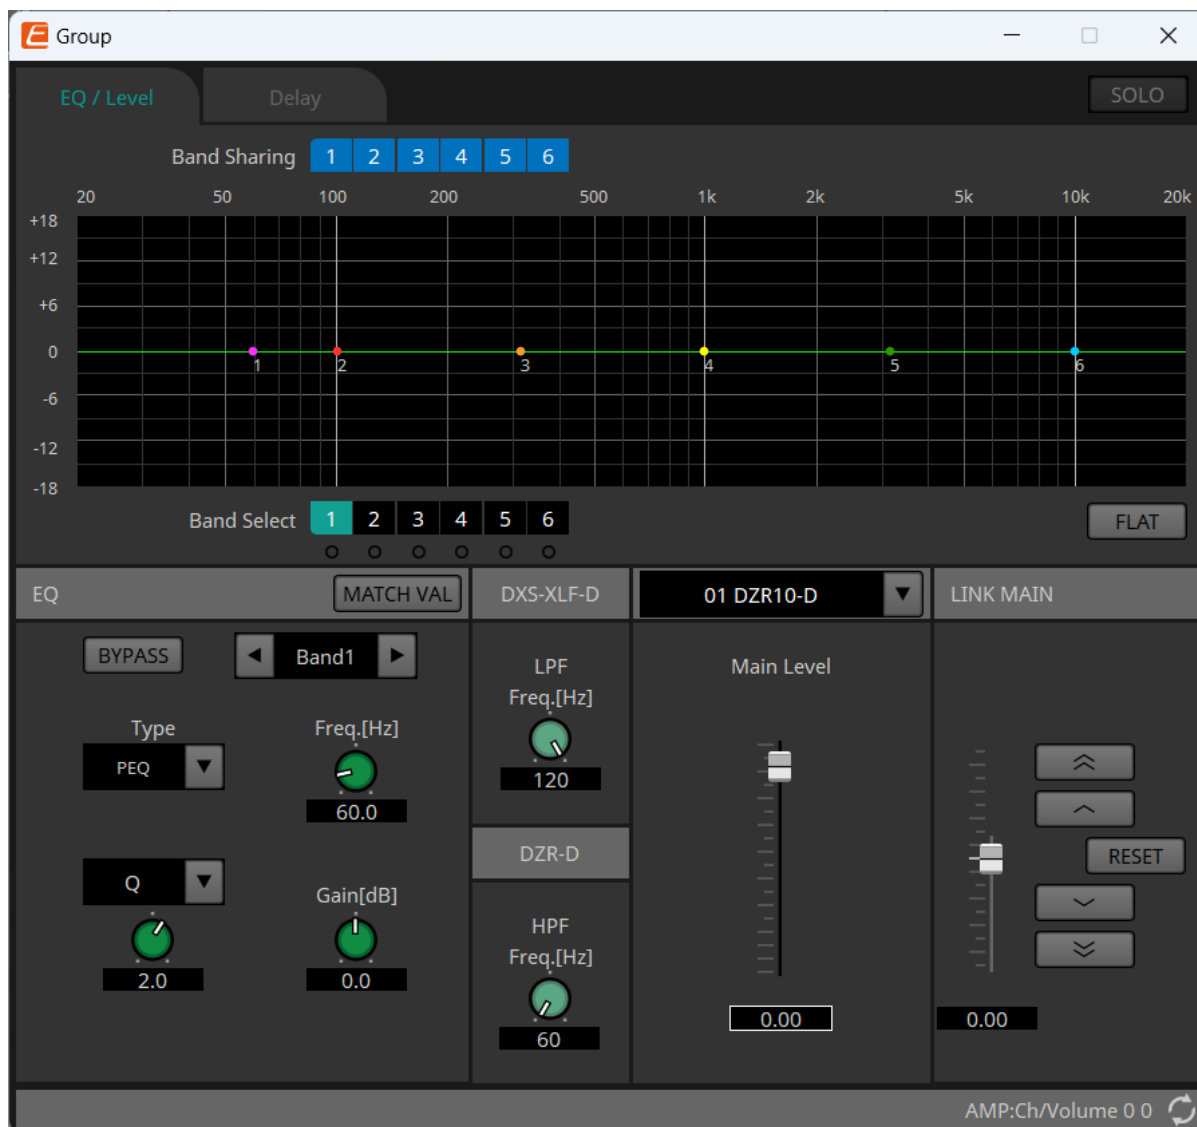 Group
EQ / Level Delay SOLO
Band Sharing 1 2 3 4 5 6
20 50 100 200 500 1k 2k 5k 10k 20k
+18
+12
+6
0
-6
-12
-18
1 2 3 4 5 6
Band Select 1 2 3 4 5 6 FLAT
EQ MATCH VAL DXS-XLF-D 01 DZR10-D LINK MAIN
BYPASS Band1 LPF Main Level
Freq.[Hz]
Type Freq.[Hz]
PEQ 120
60.0
DZR-D RESET
Q Gain[dB]
HPF
Freq.[Hz]
2.0 0.0
60 0.00 0.00
AMP:Ch/Volume 0 0